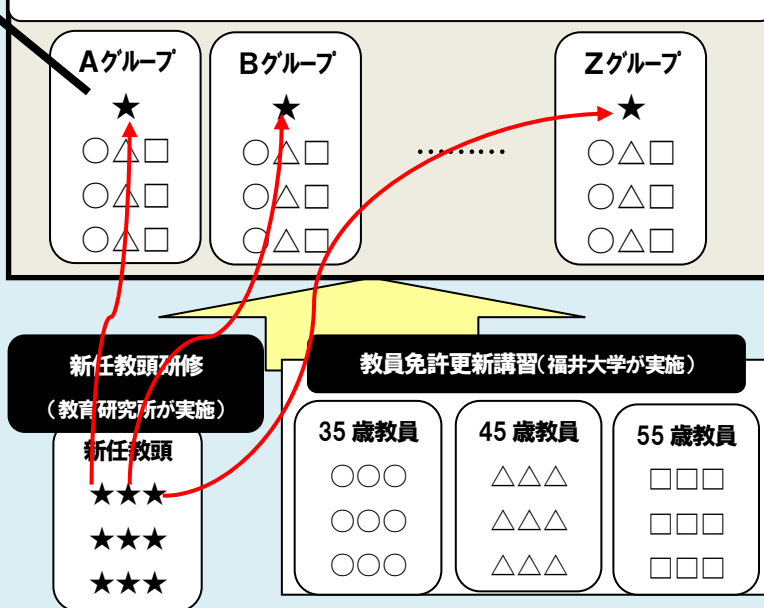 Aグループ
Bグループ
Zグループ
★
★
★
○△□
○△□
………
○△□
○△□
○△□
○△□
○△□
○△□
○△□
新任教頭研修
（教育研究所が実施）
教員免許更新講習（福井大学が実施）
新任教頭
35歳教員
45歳教員
55歳教員
★★★
○○○
△△△
□□□
★★★
○○○
△△△
□□□
★★★
○○○
△△△
□□□